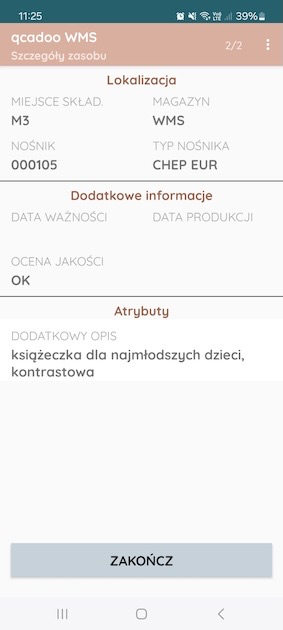 11:25
39%
qcadoo WMS
2/2
Szczegóły zasobu
Lokalizacja
MIEJSCE SKŁAD. MAGAZYN
M3 WMS
NOŚNIK TYP NOŚNIKA
000105 CHEP EUR
Dodatkowe informacje
DATA WAŻNOŚCI DATA PRODUKCJI
OCENA JAKOŚCI
OK
Atrybuty
DODATKOWY OPIS
książeczka dla najmłodszych dzieci,
kontrastowa
ZAKOŃCZ